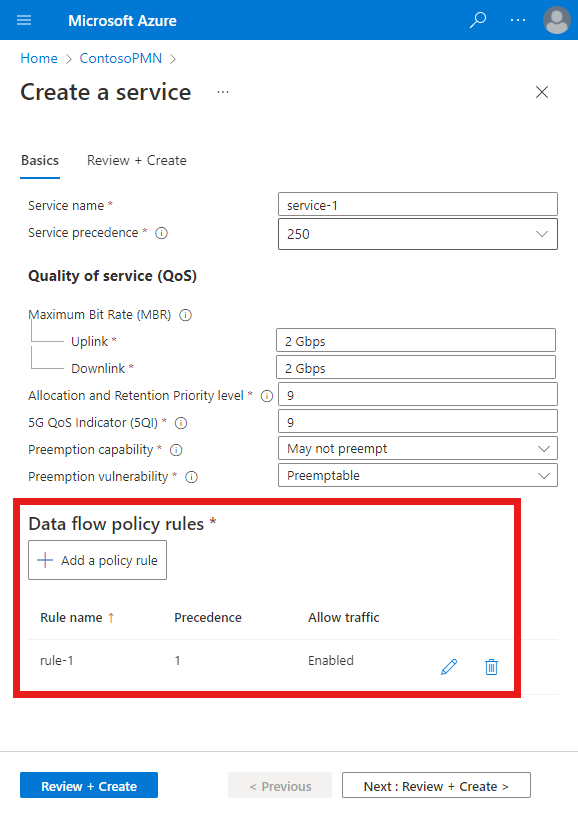 Microsoft Azure ...
Home > ContosoPMN >
Create a service ...
Basics Review + Create
Service name * service-1
Service precedence * 250
Quality of service (QoS)
Maximum Bit Rate (MBR)
Uplink * 2 Gbps
Downlink * 2 Gbps
Allocation and Retention Priority level * 9
5G QoS Indicator (5QI) * 9
Preemption capability * May not preempt
Preemption vulnerability * Preemptable
Data flow policy rules *
+ Add a policy rule
Rule name ↑ Precedence Allow traffic
rule-1 1 Enabled
Review + Create < Previous Next : Review + Create >